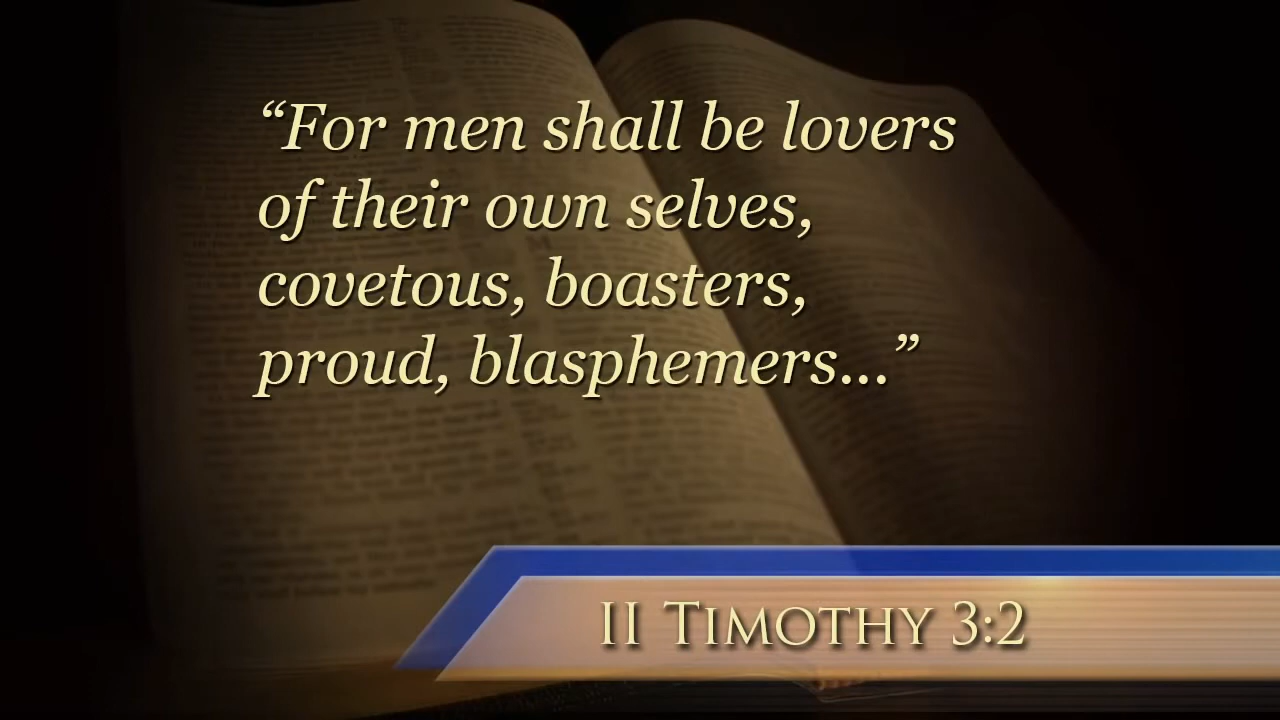 “For men shall be lovers
of their own selves,
covetous, boasters,
proud, blasphemers...”
II TIMOTHY 3:2